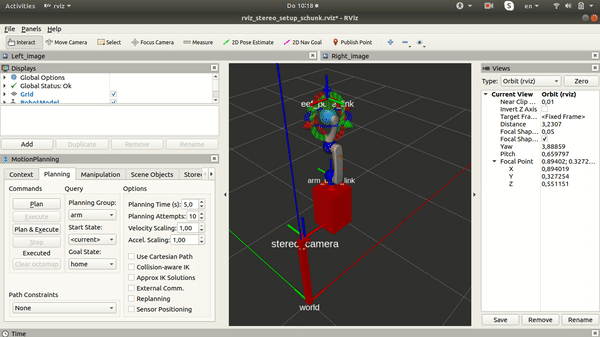 Activities
rviz
Do 10:18
en
rviz_stereo_setup_schunk.rviz* - RViz
File Panels Help
Interact Move Camera Select Focus Camera Measure 2D Pose Estimate 2D Nav Goal Publish Point
Left_Image
Right_Image
Displays
Global Options
Global Status: Ok
Grid
RobotModel
Add Duplicate Remove Rename
MotionPlanning
Context Planning Manipulation Scene Objects Stored
Commands Query Options
Plan
Execute
Plan & Execute
Stop
Executed
Clear octomap
Planning Group:
arm
Start State:
<current>
Goal State:
home
Planning Time (s): 5,0
Planning Attempts: 10
Velocity Scaling: 1,00
Accel. Scaling: 1,00
Use Cartesian Path
Collision-aware IK
Approx IK Solutions
External Comm.
Replanning
Sensor Positioning
Path Constraints
None
stereo_camera
world
Views
Type: Orbit (rviz) Zero
Current View Orbit (rviz)
Near Clip ... 0,01
Invert Z Axis
Target Fra... <Fixed Frame>
Distance 3,2307
Focal Shap... 0,05
Focal Shap...
Yaw 3,88859
Pitch 0,659797
Focal Point 0.89402; 0.3272...
X 0,894019
Y 0,327254
Z 0,551151
Save Remove Rename
Time